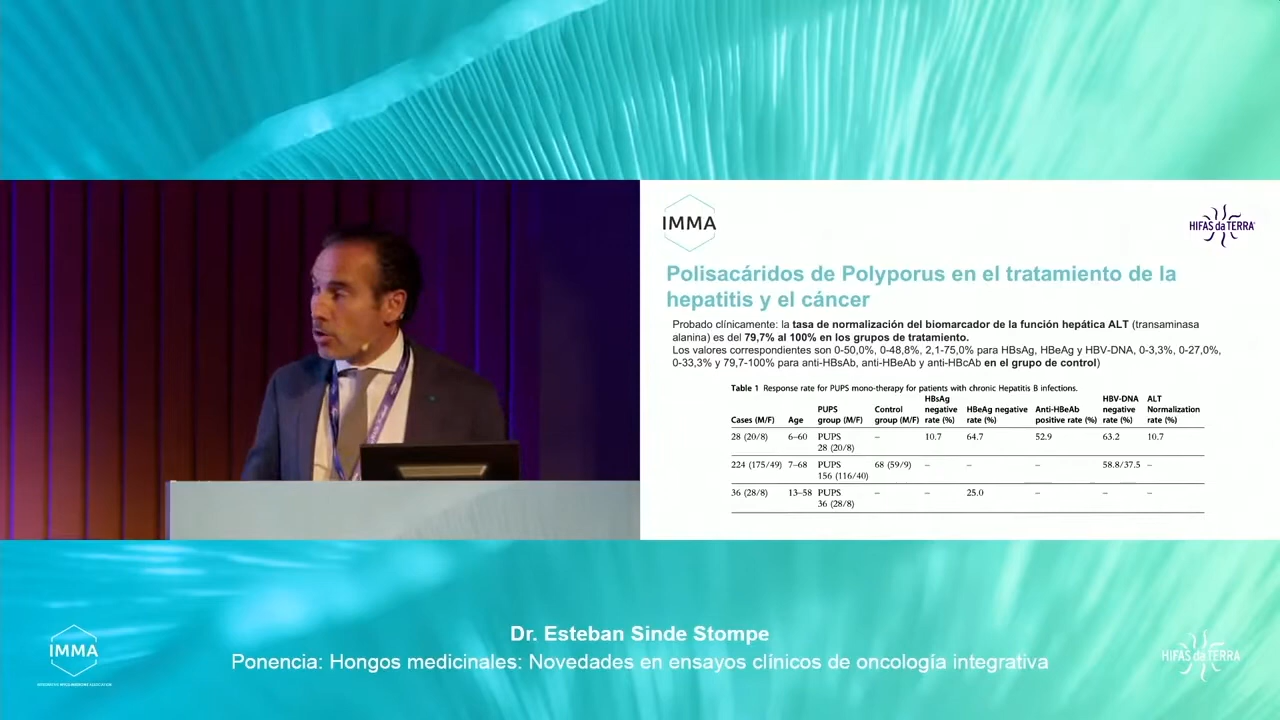 IMMA
HIFAS da TERRA
Polisacáridos de Polyporus en el tratamiento de la
hepatitis y el cáncer
Probado clínicamente: la tasa de normalización del biomarcador de la función hepática ALT (transaminasa
alanina) es del 79,7% al 100% en los grupos de tratamiento.
Los valores correspondientes son 0-50,0%, 0-48,8%, 2,1-75,0% para HBsAg, HBeAg y HBV-DNA, 0-3,3%, 0-27,0%,
0-33,3% y 79,7-100% para anti-HBsAb, anti-HBeAb y anti-HBcAb en el grupo de control)
Table 1 Response rate for PUPS mono-therapy for patients with chronic Hepatitis B infections.
Cases (M/F) Age PUPS group (M/F) Control group (M/F) HBsAg negative rate (%) HBeAg negative rate (%) Anti-HBeAb positive rate (%) HBV-DNA negative rate (%) ALT Normalization rate (%)
28 (20/8) 6–60 PUPS 28 (20/8) – 10.7 64.7 52.9 63.2 10.7
224 (175/49) 7–68 PUPS 156 (116/40) 68 (59/9) – – – 58.8/37.5 –
36 (28/8) 13–58 PUPS 36 (28/8) – – 25.0 – – –
Dr. Esteban Sinde Stompe
Ponencia: Hongos medicinales: Novedades en ensayos clínicos de oncología integrativa
IMMA
HIFAS da TERRA